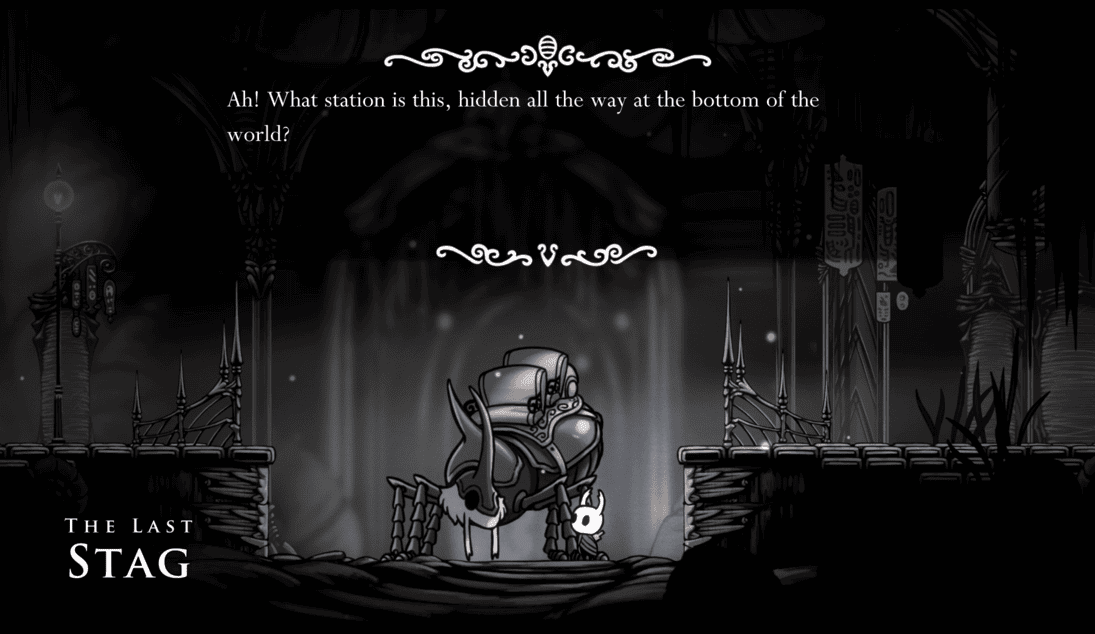 Ah! What station is this, hidden all the way at the bottom of the
world?
The Last
Stag